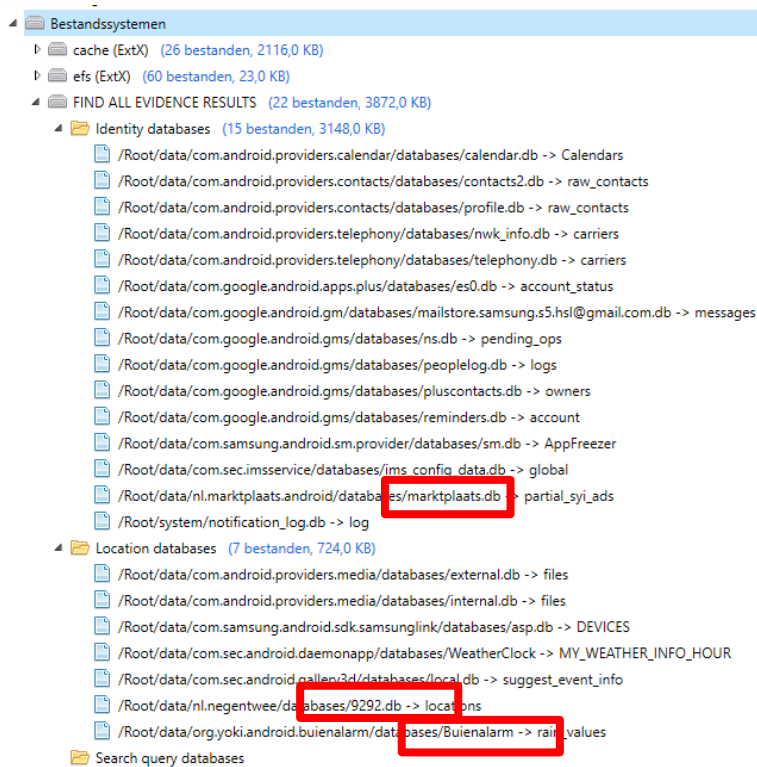 Bestandssystemen
cache (ExtX) (26 bestanden, 2116,0 KB)
efs (ExtX) (60 bestanden, 23,0 KB)
FIND ALL EVIDENCE RESULTS (22 bestanden, 3872,0 KB)
Identity databases (15 bestanden, 3148,0 KB)
/Root/data/com.android.providers.calendar/databases/calendar.db -> Calendars
/Root/data/com.android.providers.contacts/databases/contacts2.db -> raw_contacts
/Root/data/com.android.providers.contacts/databases/profile.db -> raw_contacts
/Root/data/com.android.providers.telephony/databases/nwk_info.db -> carriers
/Root/data/com.android.providers.telephony/databases/telephony.db -> carriers
/Root/data/com.google.android.apps.plus/databases/es0.db -> account_status
/Root/data/com.google.android.gm/databases/mailstore.samsung.s5.hsl@gmail.com.db -> messages
/Root/data/com.google.android.gms/databases/ns.db -> pending_ops
/Root/data/com.google.android.gms/databases/peoplelog.db -> logs
/Root/data/com.google.android.gms/databases/pluscontacts.db -> owners
/Root/data/com.google.android.gms/databases/reminders.db -> account
/Root/data/com.samsung.android.sm.provider/databases/sm.db -> AppFreezer
/Root/data/com.sec.imsservice/databases/ims_config_data.db -> global
/Root/data/nl.marktplaats.android/databases/marktplaats.db -> partial_syi_ads
/Root/system/notification_log.db -> log
Location databases (7 bestanden, 724,0 KB)
/Root/data/com.android.providers.media/databases/external.db -> files
/Root/data/com.android.providers.media/databases/internal.db -> files
/Root/data/com.samsung.android.sdk.samsunglink/databases/asp.db -> DEVICES
/Root/data/com.sec.android.daemonapp/databases/WeatherClock -> MY_WEATHER_INFO_HOUR
/Root/data/com.sec.android.gallery3d/databases/local.db -> suggest_event_info
/Root/data/nl.negentwee/databases/9292.db -> locations
/Root/data/org.yoki.android.buienalarm/databases/Buienalarm -> rain_values
Search query databases